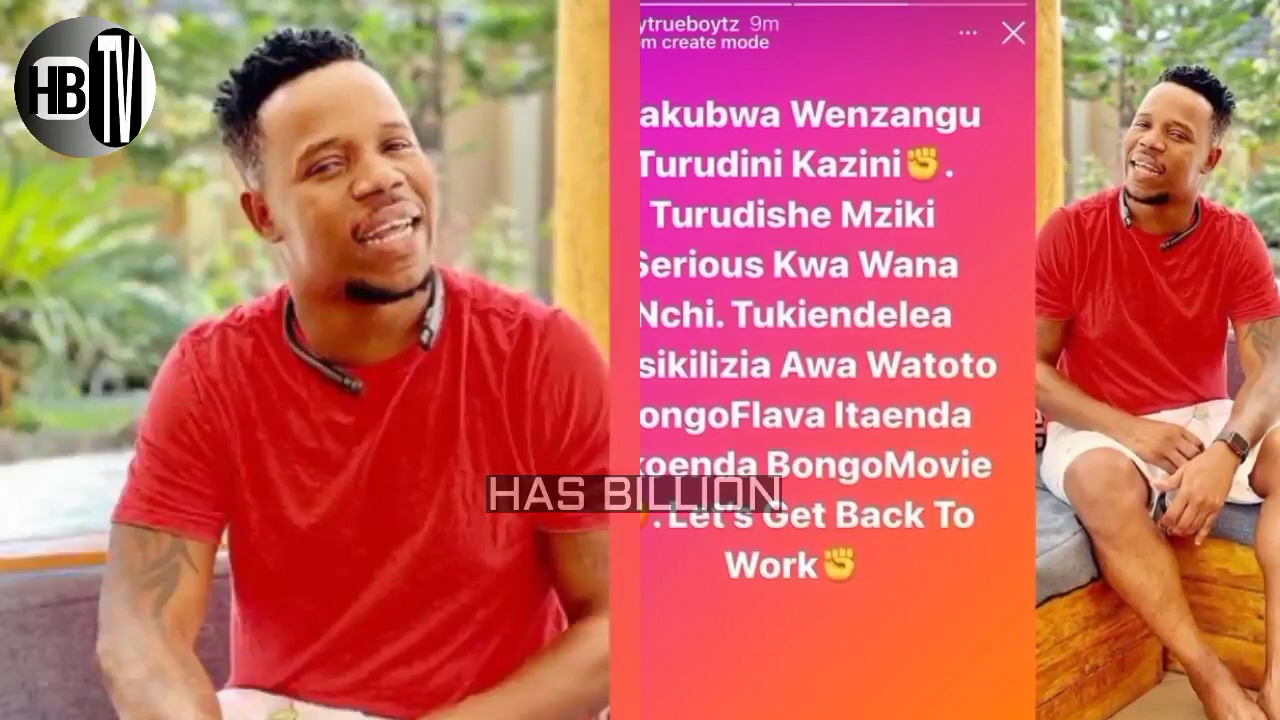 HB TV
ytrueboytz 9m
m create mode
akubwa Wenzangu
Turudini Kazini✊.
Turudishe Mziki
Serious Kwa Wana
Nchi. Tukiendelea
sikilizia Awa Watoto
ongoFlava Itaenda
koenda BongoMovie
HAS BILLION
. Let's Get Back To
Work✊